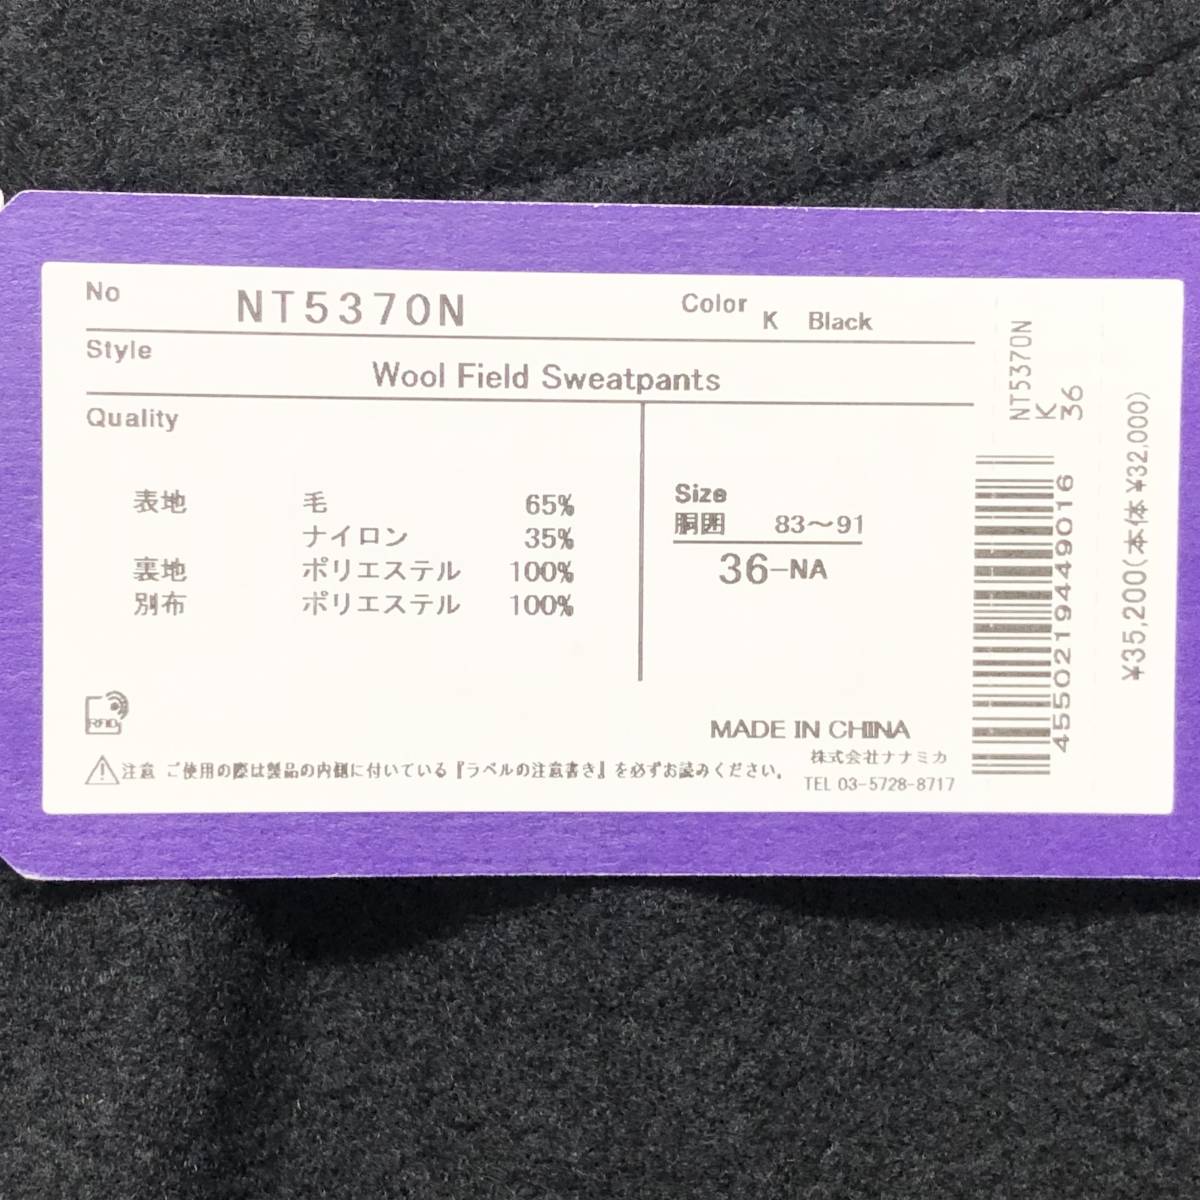 No NT5370N Color K Black
Style Wool Field Sweatpants
Quality
表地 毛 65%
ナイロン 35%
裏地 ポリエステル 100%
別布 ポリエステル 100%
Size
胴囲 83～91
36-NA
RFID
MADE IN CHINA
株式会社ナナミカ
TEL 03-5728-8717
注意 ご使用の際は製品の内側に付いている『ラベルの注意書き』を必ずお読みください。
NT5370N
K
36
4550219449016
¥35,200(本体 ¥32,000)